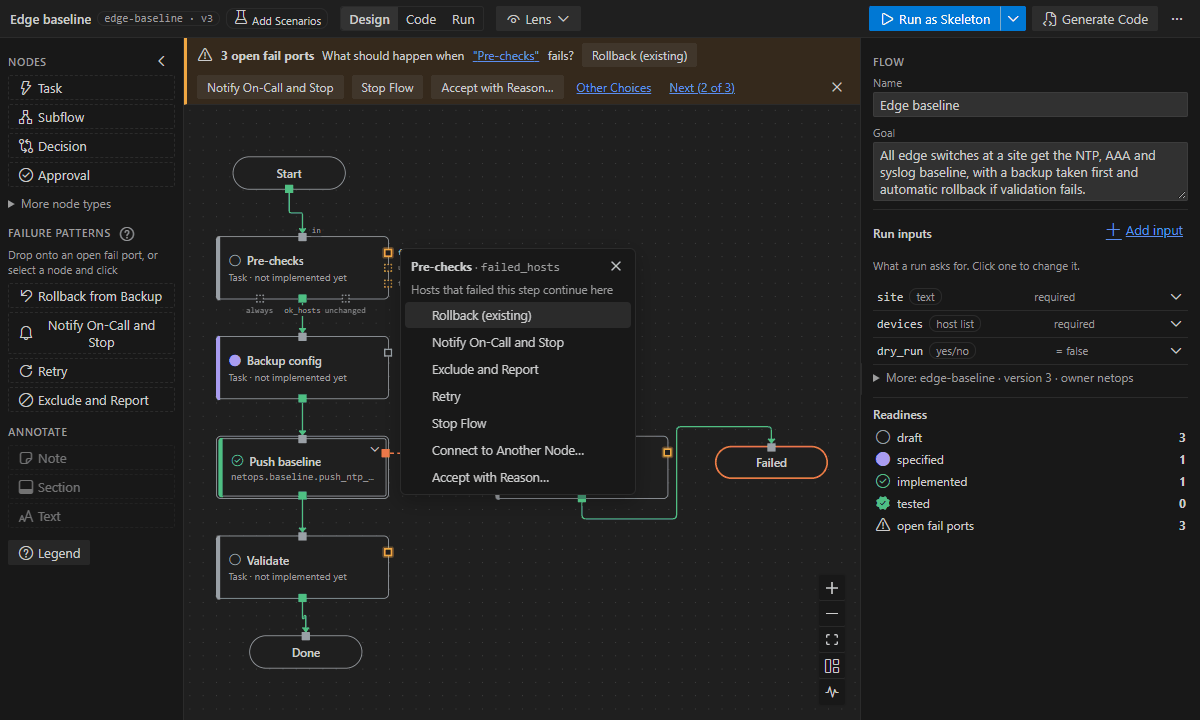 Edge baseline
edge-baseline · v3
Add Scenarios
Design
Code
Run
Lens
Run as Skeleton
Generate Code
NODES
Task
Subflow
Decision
Approval
More node types
FAILURE PATTERNS
Drop onto an open fail port, or
select a node and click
Rollback from Backup
Notify On-Call and
Stop
Retry
Exclude and Report
ANNOTATE
Note
Section
Text
Legend
3 open fail ports What should happen when "Pre-checks" fails?
Rollback (existing)
Notify On-Call and Stop
Stop Flow
Accept with Reason...
Other Choices
Next (2 of 3)
Start
in
Pre-checks
Task · not implemented yet
always
ok_hosts
unchanged
Backup config
Task · not implemented yet
Push baseline
netops.baseline.push_ntp_…
Validate
Task · not implemented yet
Done
Failed
Pre-checks · failed_hosts
Hosts that failed this step continue here
Rollback (existing)
Notify On-Call and Stop
Exclude and Report
Retry
Stop Flow
Connect to Another Node...
Accept with Reason...
FLOW
Name
Edge baseline
Goal
All edge switches at a site get the NTP, AAA and
syslog baseline, with a backup taken first and
automatic rollback if validation fails.
Run inputs
Add input
What a run asks for. Click one to change it.
site text required
devices host list required
dry_run yes/no = false
More: edge-baseline · version 3 · owner netops
Readiness
draft 3
specified 1
implemented 1
tested 0
open fail ports 3